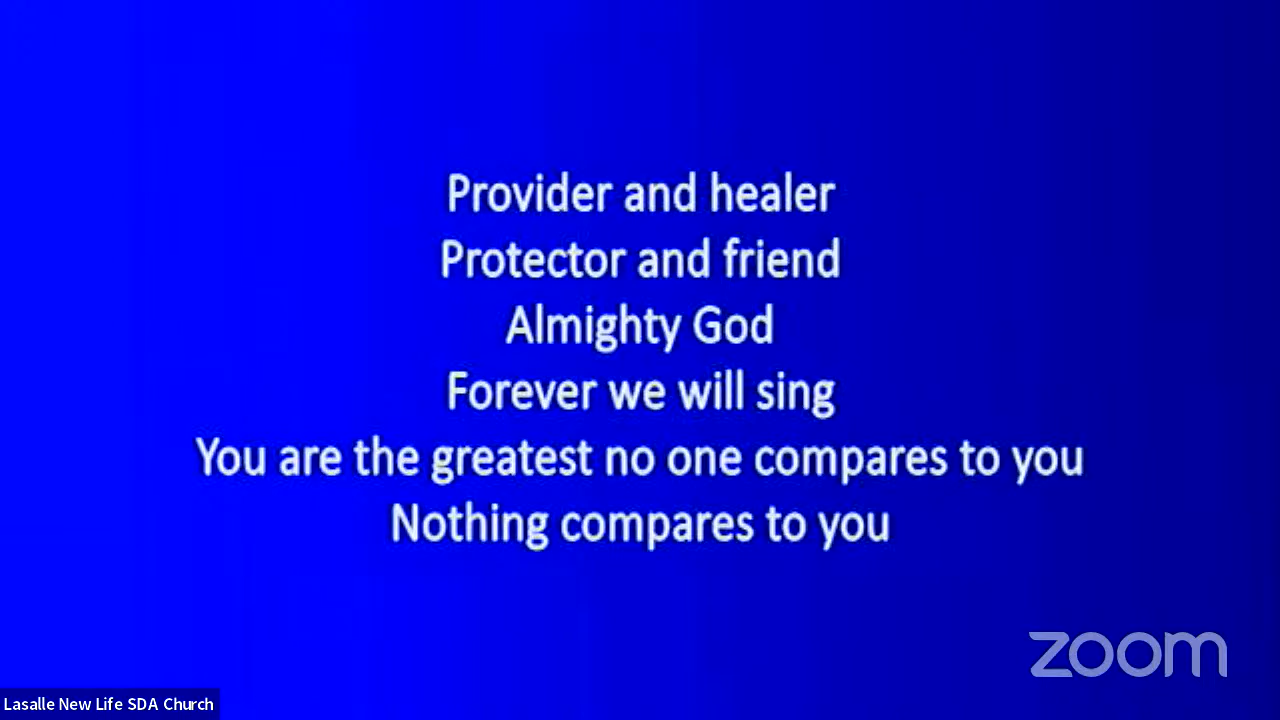 Provider and healer
Protector and friend
Almighty God
Forever we will sing
You are the greatest no one compares to you
Nothing compares to you
zoom
Lasalle New Life SDA Church